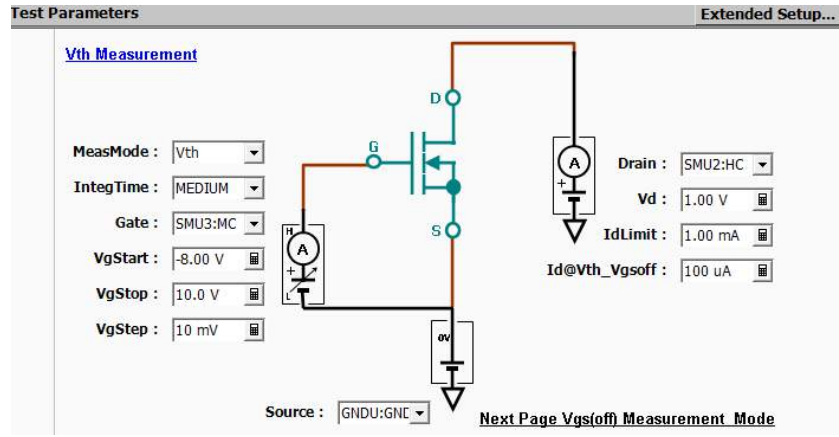 Test Parameters
Extended Setup...
Vth Measurement
D
G
S
MeasMode : Vth
IntegTime : MEDIUM
Gate : SMU3:MC
VgStart : -8.00 V
VgStop : 10.0 V
VgStep : 10 mV
H
A
+
L
A
+
Drain : SMU2:HC
Vd : 1.00 V
IdLimit : 1.00 mA
Id@Vth_Vgsoff : 100 uA
0V
Source : GNDU:GND
Next Page Vgs(off) Measurement Mode